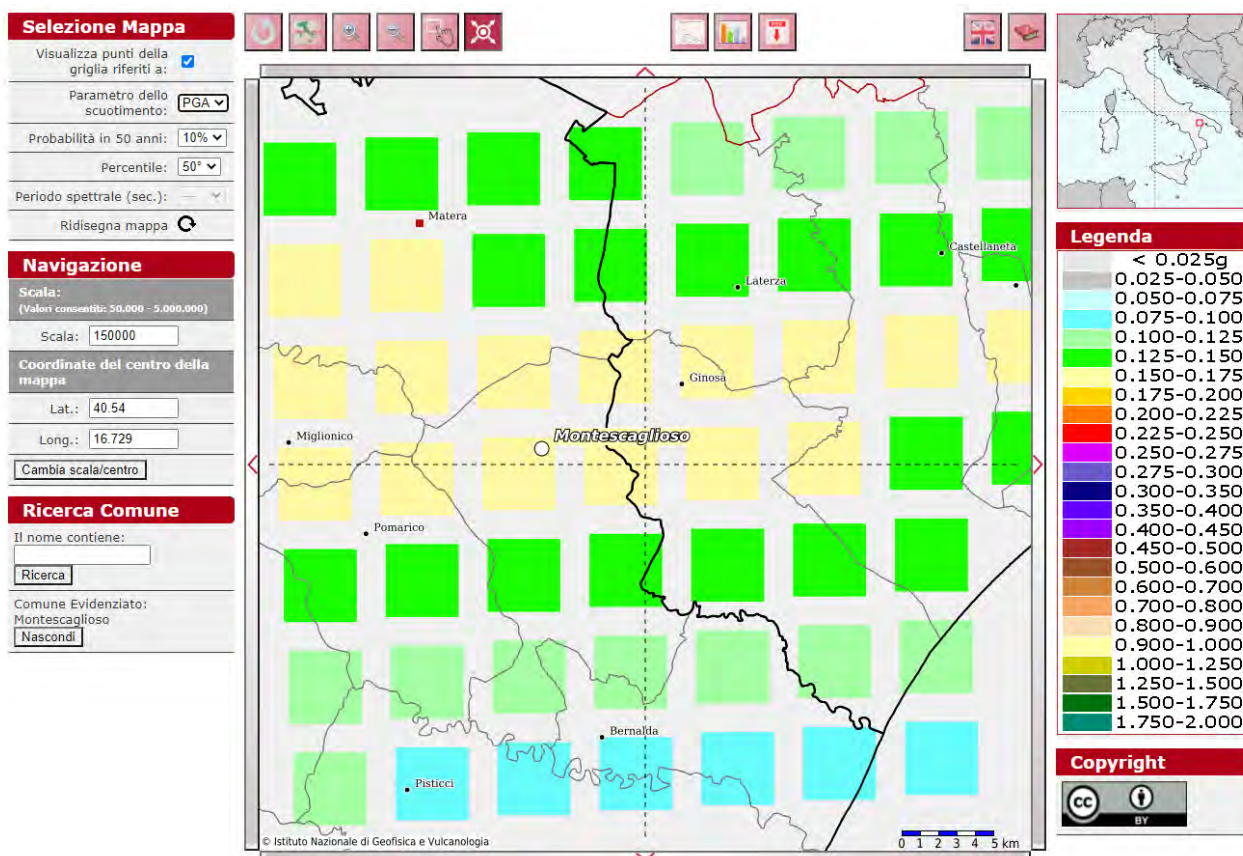 Selezione Mappa
Visualizza punti della
griglia riferiti a:
Parametro dello
scuotimento:
PGA
Probabilità in 50 anni:
10%
Percentile:
50°
Periodo spettrale (sec.):
---
Ridisegna mappa
Navigazione
Scala:
(Valori consentiti: 50.000 - 5.000.000)
Scala:
150000
Coordinate del centro della
mappa
Lat.:
40.54
Long.:
16.729
Cambia scala/centro
Ricerca Comune
Il nome contiene:
Ricerca
Comune Evidenziato:
Montescaglioso
Nascondi
PDF
Matera
Castellaneta
Laterza
Ginosa
Miglionico
Montescaglioso
Pomarico
Bernalda
Pisticci
© Istituto Nazionale di Geofisica e Vulcanologia
0 1 2 3 4 5 km
Legenda
< 0.025g
0.025-0.050
0.050-0.075
0.075-0.100
0.100-0.125
0.125-0.150
0.150-0.175
0.175-0.200
0.200-0.225
0.225-0.250
0.250-0.275
0.275-0.300
0.300-0.350
0.350-0.400
0.400-0.450
0.450-0.500
0.500-0.600
0.600-0.700
0.700-0.800
0.800-0.900
0.900-1.000
1.000-1.250
1.250-1.500
1.500-1.750
1.750-2.000
Copyright
cc
BY